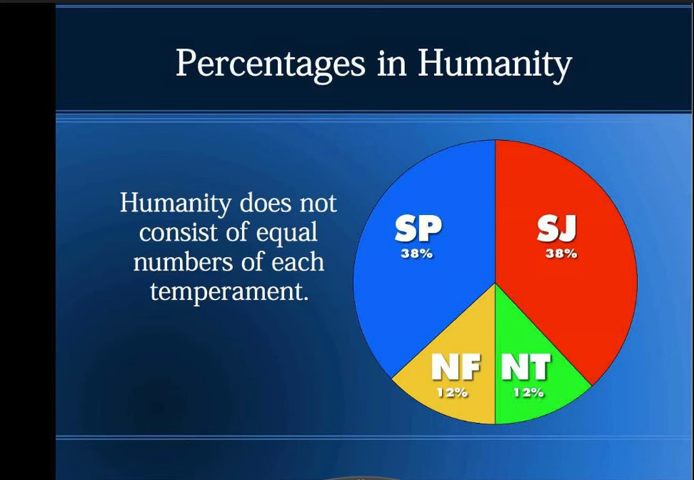 Percentages in Humanity
Humanity does not
consist of equal
numbers of each
temperament.
SP
38%
SJ
38%
NF
12%
NT
12%